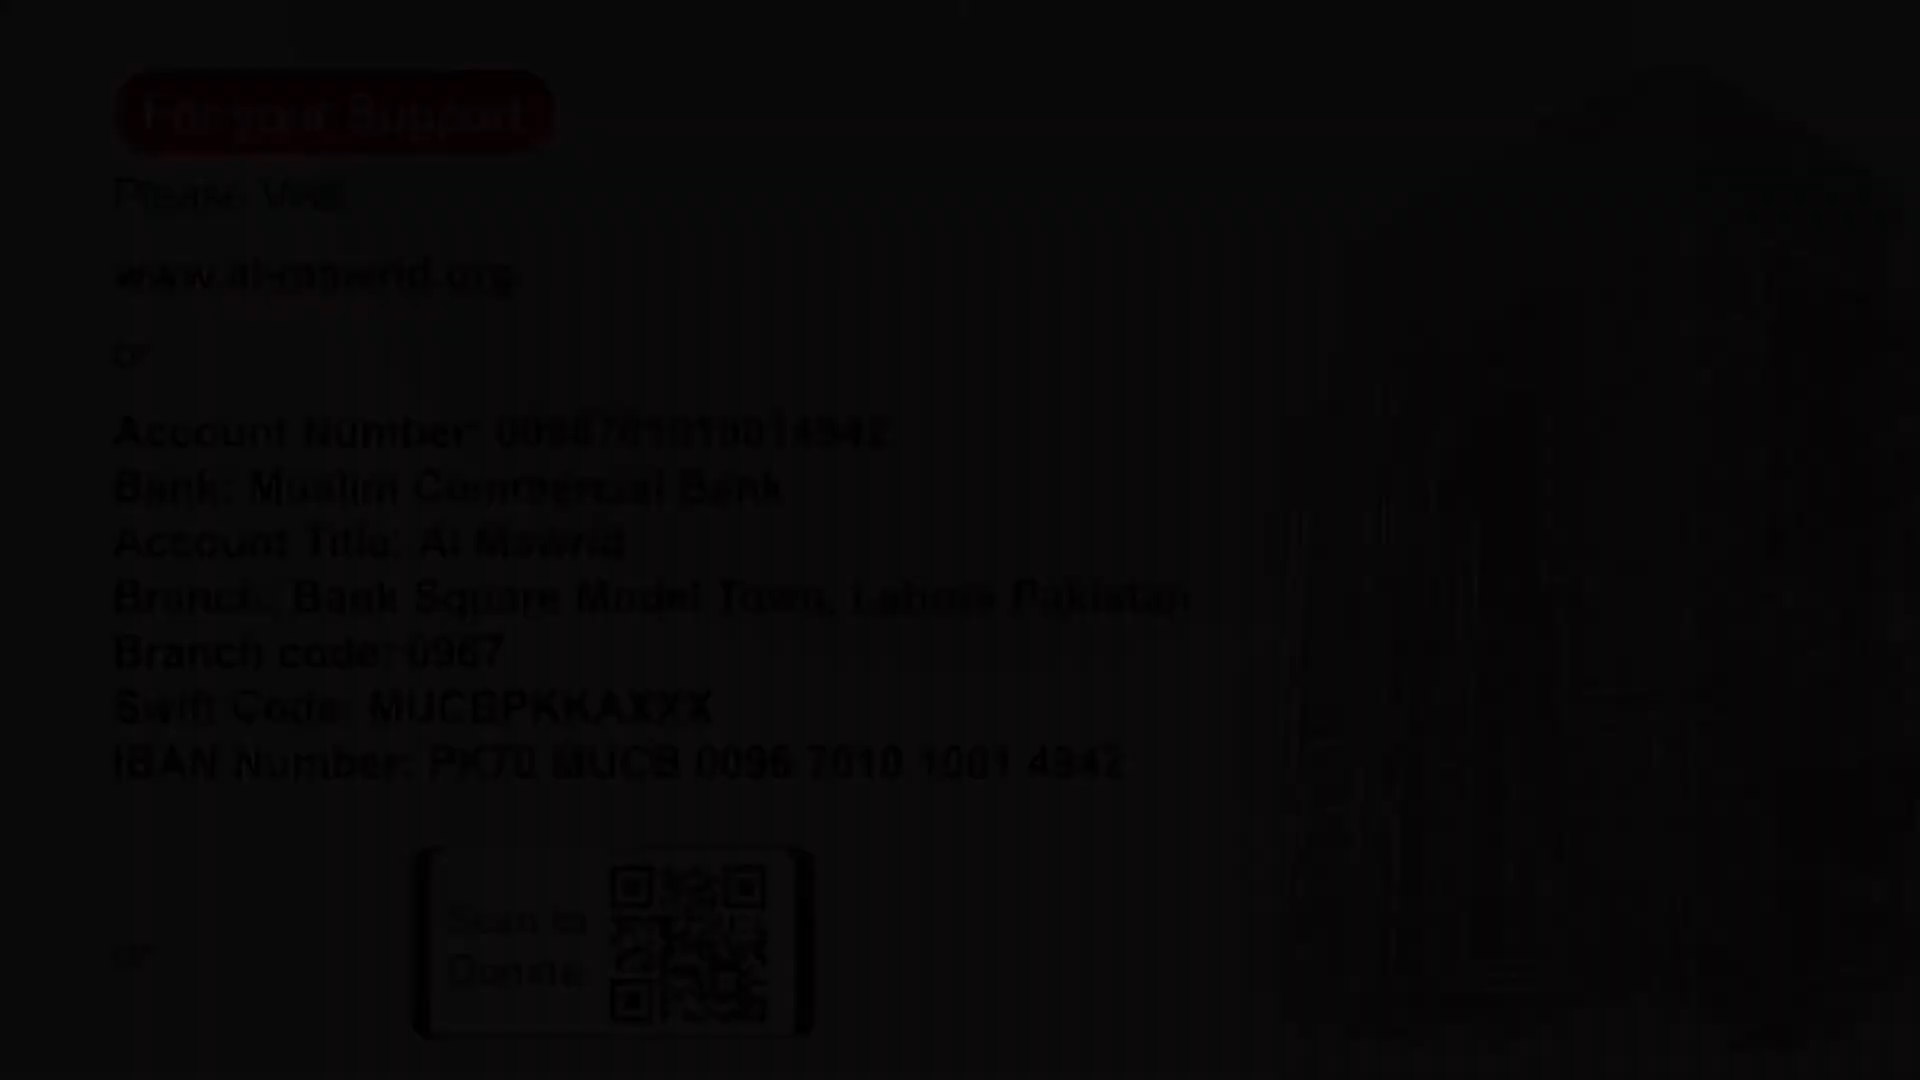 For your Support
Please Visit
www.al-mawrid.org
or
Account Number: 0096701010014942
Bank: Muslim Commercial Bank
Account Title: Al Mawrid
Branch: Bank Square Model Town, Lahore Pakistan
Branch code: 0967
Swift Code: MUCBPKKAXXX
IBAN Number: PK70 MUCB 0096 7010 1001 4942
or
Scan to
Donate